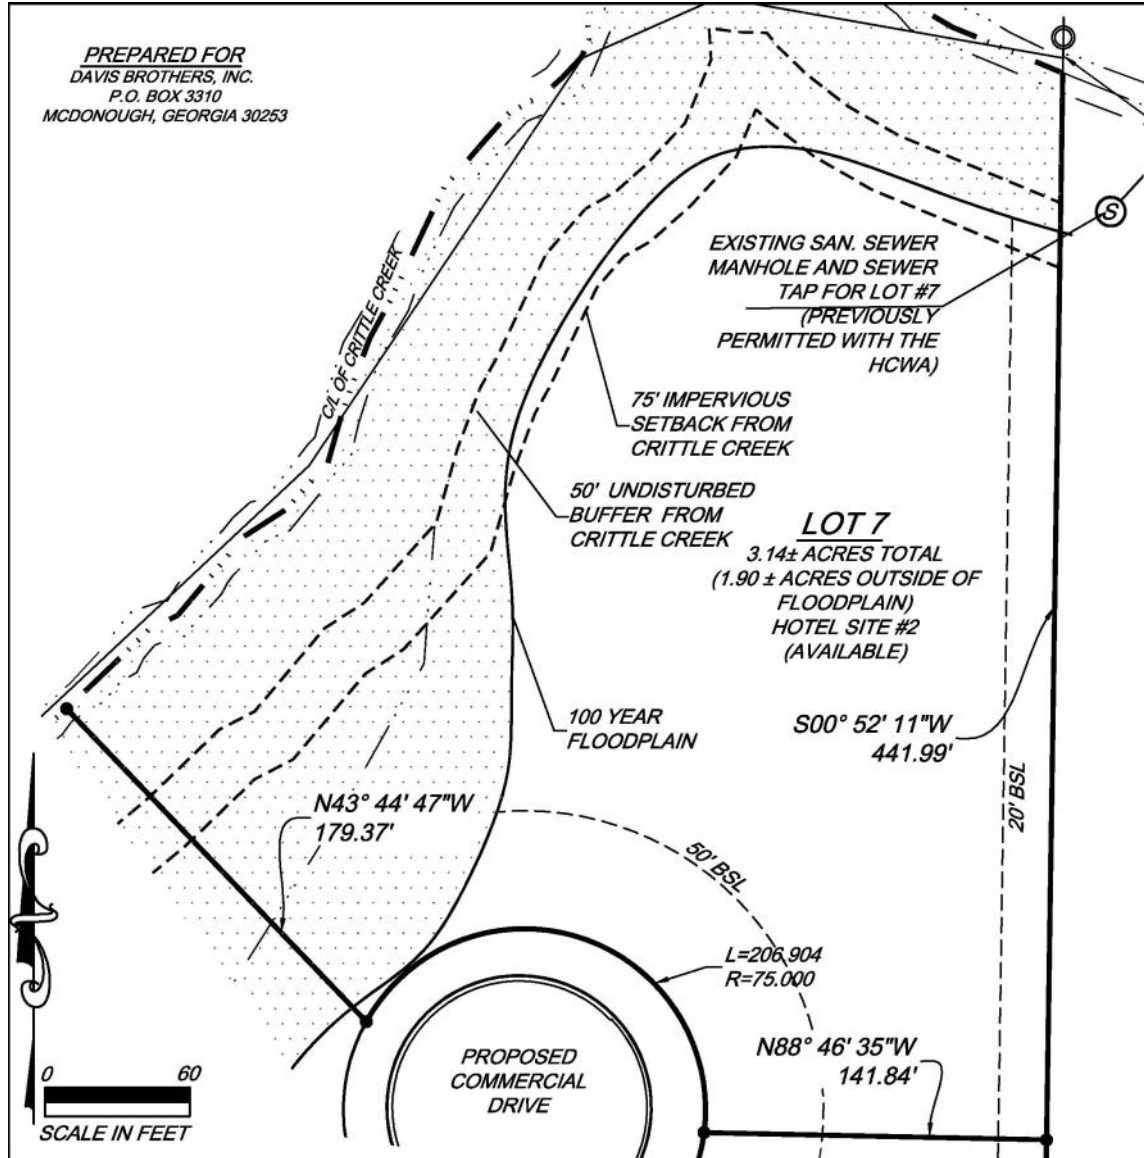 PREPARED FOR
DAVIS BROTHERS, INC.
P.O. BOX 3310
MCDONOUGH, GEORGIA 30253
C/L OF CRITTLE CREEK
S
EXISTING SAN. SEWER
MANHOLE AND SEWER
TAP FOR LOT #7
(PREVIOUSLY
PERMITTED WITH THE
HCWA)
75' IMPERVIOUS
SETBACK FROM
CRITTLE CREEK
50' UNDISTURBED
BUFFER FROM
CRITTLE CREEK
LOT 7
3.14± ACRES TOTAL
(1.90 ± ACRES OUTSIDE OF
FLOODPLAIN)
HOTEL SITE #2
(AVAILABLE)
100 YEAR
FLOODPLAIN
S00° 52' 11"W
441.99'
20' BSL
N43° 44' 47"W
179.37'
50' BSL
L=206.904
R=75.000
N88° 46' 35"W
141.84'
PROPOSED
COMMERCIAL
DRIVE
0 60
SCALE IN FEET